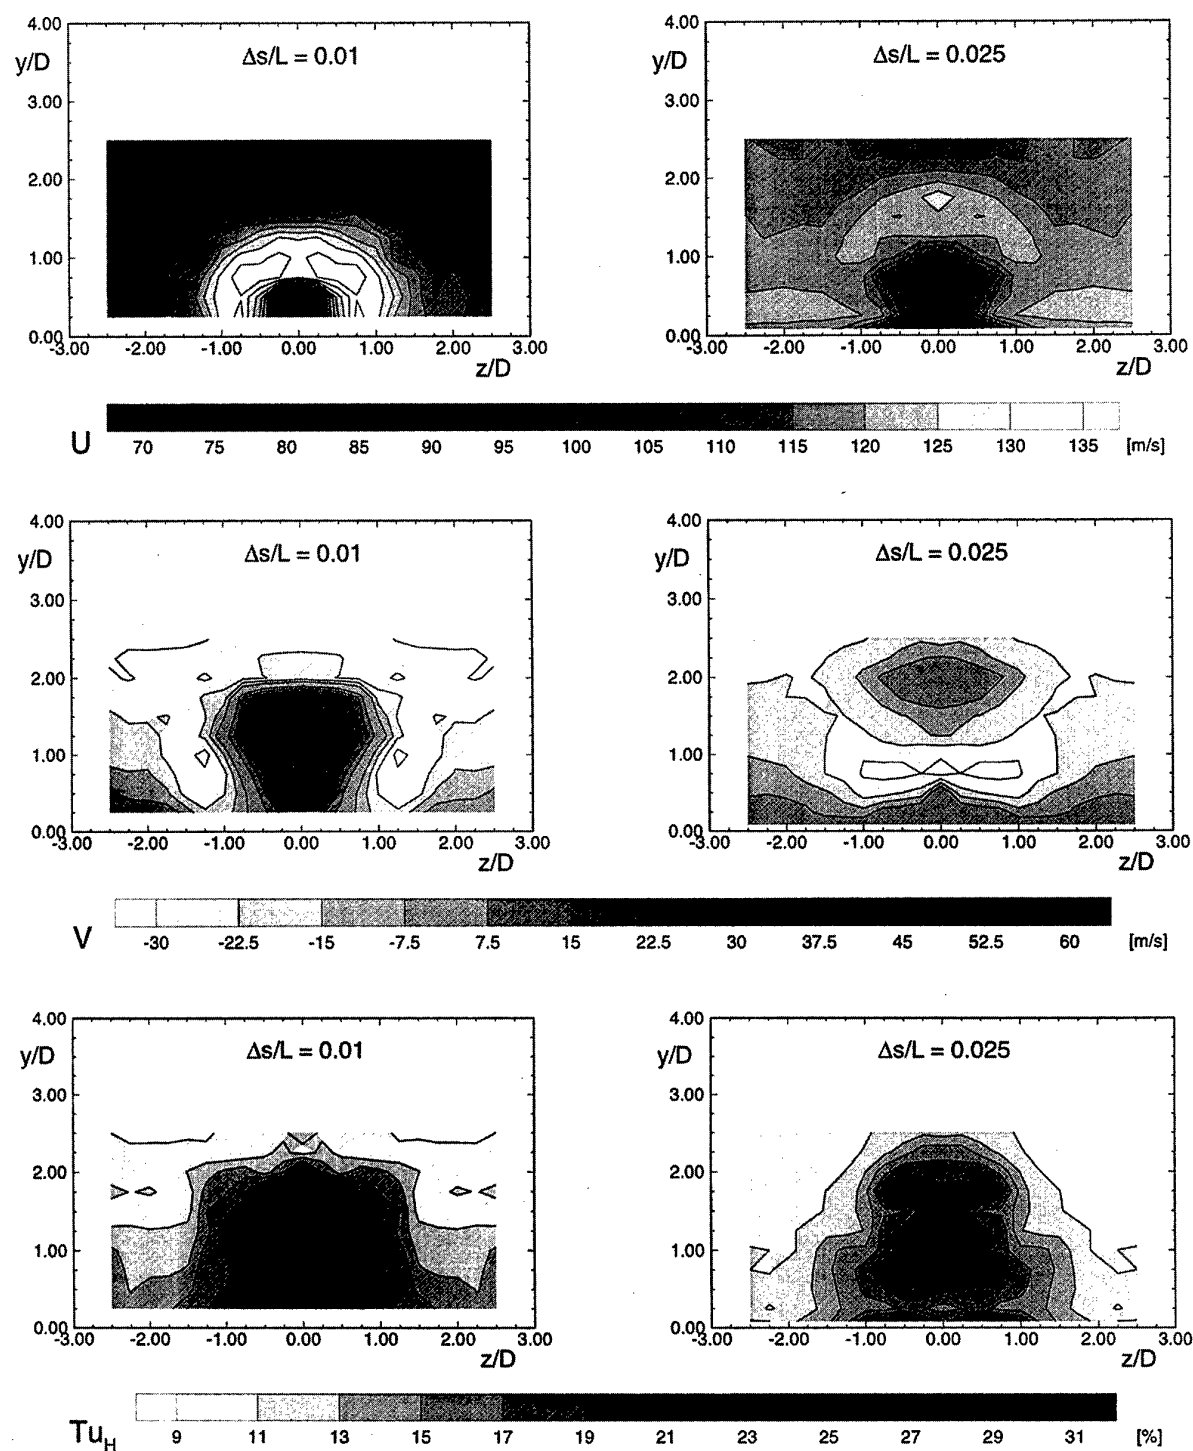 4.00 4.00
y/D Δs/L = 0.01 y/D Δs/L = 0.025
3.00 3.00
2.00 2.00
1.00 1.00
0.00 0.00
-3.00 -2.00 -1.00 0.00 1.00 2.00 3.00 -3.00 -2.00 -1.00 0.00 1.00 2.00 3.00
z/D z/D
U 70 75 80 85 90 95 100 105 110 115 120 125 130 135 [m/s]
4.00 4.00
y/D Δs/L = 0.01 y/D Δs/L = 0.025
3.00 3.00
2.00 2.00
1.00 1.00
0.00 0.00
-3.00 -2.00 -1.00 0.00 1.00 2.00 3.00 -3.00 -2.00 -1.00 0.00 1.00 2.00 3.00
z/D z/D
V -30 -22.5 -15 -7.5 7.5 15 22.5 30 37.5 45 52.5 60 [m/s]
4.00 4.00
y/D Δs/L = 0.01 y/D Δs/L = 0.025
3.00 3.00
2.00 2.00
1.00 1.00
0.00 0.00
-3.00 -2.00 -1.00 0.00 1.00 2.00 3.00 -3.00 -2.00 -1.00 0.00 1.00 2.00 3.00
z/D z/D
Tu_H 9 11 13 15 17 19 21 23 25 27 29 31 [%]